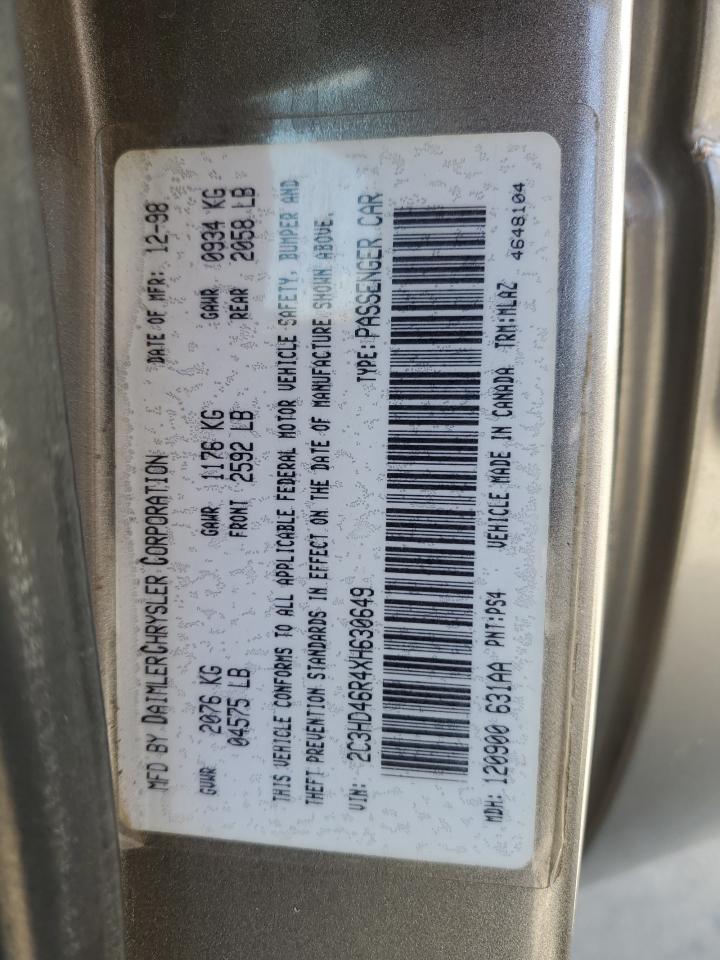 MFD BY DAIMLERCHRYSLER CORPORATION DATE OF MFR: 12-98
GVWR 2076 KG GAWR 1176 KG GAWR 0934 KG
04575 LB FRONT 2592 LB REAR 2058 LB
THIS VEHICLE CONFORMS TO ALL APPLICABLE FEDERAL MOTOR VEHICLE SAFETY, BUMPER AND
THEFT PREVENTION STANDARDS IN EFFECT ON THE DATE OF MANUFACTURE SHOWN ABOVE.
VIN: 2C3HD46R4XH630649 TYPE: PASSENGER CAR
MDH: 120900 631AA PNT:PS4 VEHICLE MADE IN CANADA TRM:MLAZ
4648104